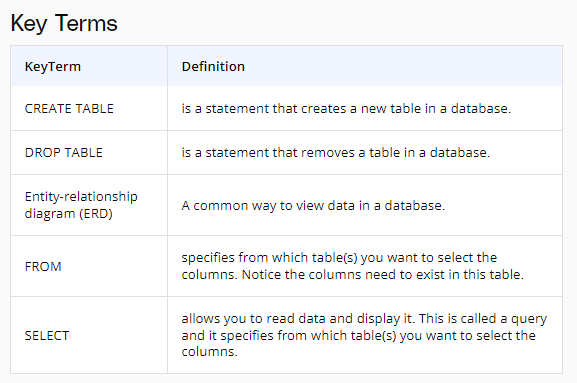 Key Terms
KeyTerm Definition
CREATE TABLE is a statement that creates a new table in a database.
DROP TABLE is a statement that removes a table in a database.
Entity-relationship
diagram (ERD)
A common way to view data in a database.
FROM
specifies from which table(s) you want to select the
columns. Notice the columns need to exist in this table.
SELECT
allows you to read data and display it. This is called a query
and it specifies from which table(s) you want to select the
columns.